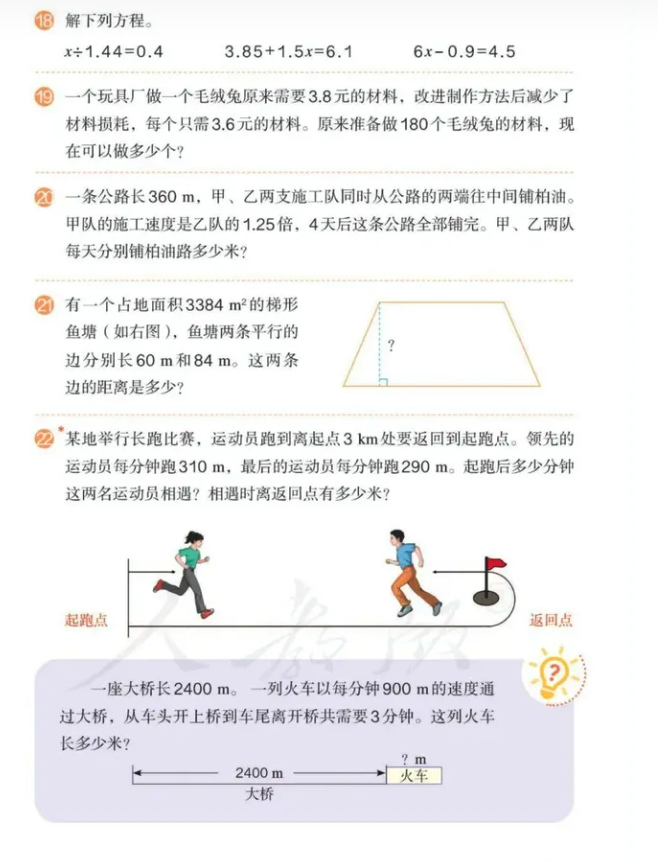 18 解下列方程。
x÷1.44=0.4 3.85+1.5x=6.1 6x-0.9=4.5
19 一个玩具厂做一个毛绒兔原来需要3.8元的材料，改进制作方法后减少了
材料损耗，每个只需3.6元的材料。原来准备做180个毛绒兔的材料，现
在可以做多少个？
20 一条公路长360 m，甲、乙两支施工队同时从公路的两端往中间铺柏油。
甲队的施工速度是乙队的1.25倍，4天后这条公路全部铺完。甲、乙两队
每天分别铺柏油路多少米？
21 有一个占地面积3384 m²的梯形
鱼塘（如右图），鱼塘两条平行的
边分别长60 m和84 m。这两条
边的距离是多少？
?
22 *某地举行长跑比赛，运动员跑到离起点3 km处要返回到起跑点。领先的
运动员每分钟跑310 m，最后的运动员每分钟跑290 m。起跑后多少分钟
这两名运动员相遇？相遇时离返回点有多少米？
起跑点 返回点
人教版
?
一座大桥长2400 m。一列火车以每分钟900 m的速度通
过大桥，从车头开上桥到车尾离开桥共需要3分钟。这列火车
长多少米？
? m
2400 m 火车
大桥